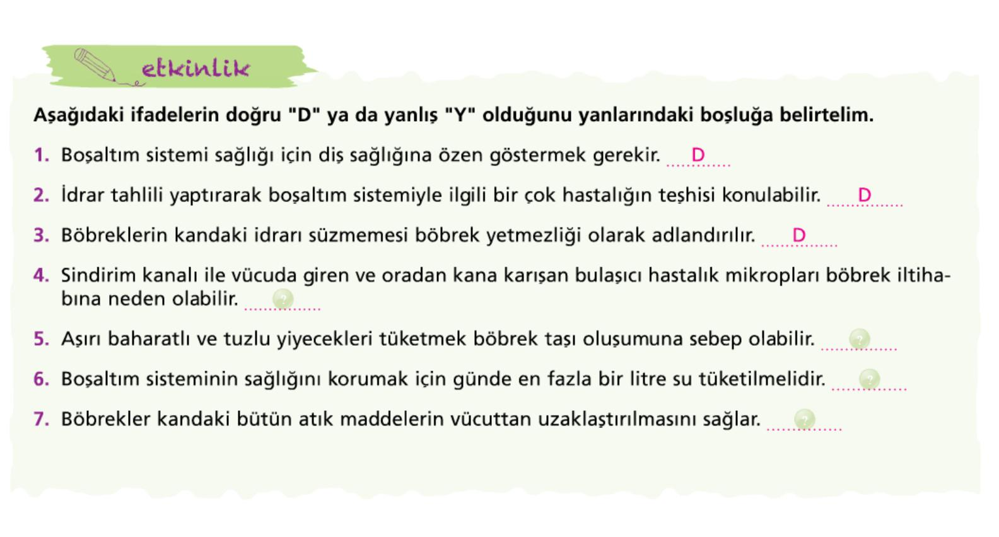 etkinlik
Aşağıdaki ifadelerin doğru "D" ya da yanlış "Y" olduğunu yanlarındaki boşluğa belirtelim.
1. Boşaltım sistemi sağlığı için diş sağlığına özen göstermek gerekir. D
2. İdrar tahlili yaptırarak boşaltım sistemiyle ilgili bir çok hastalığın teşhisi konulabilir. D
3. Böbreklerin kandaki idrarı süzmemesi böbrek yetmezliği olarak adlandırılır. D
4. Sindirim kanalı ile vücuda giren ve oradan kana karışan bulaşıcı hastalık mikropları böbrek iltiha-
bına neden olabilir. ?
5. Aşırı baharatlı ve tuzlu yiyecekleri tüketmek böbrek taşı oluşumuna sebep olabilir. ?
6. Boşaltım sisteminin sağlığını korumak için günde en fazla bir litre su tüketilmelidir. ?
7. Böbrekler kandaki bütün atık maddelerin vücuttan uzaklaştırılmasını sağlar. ?